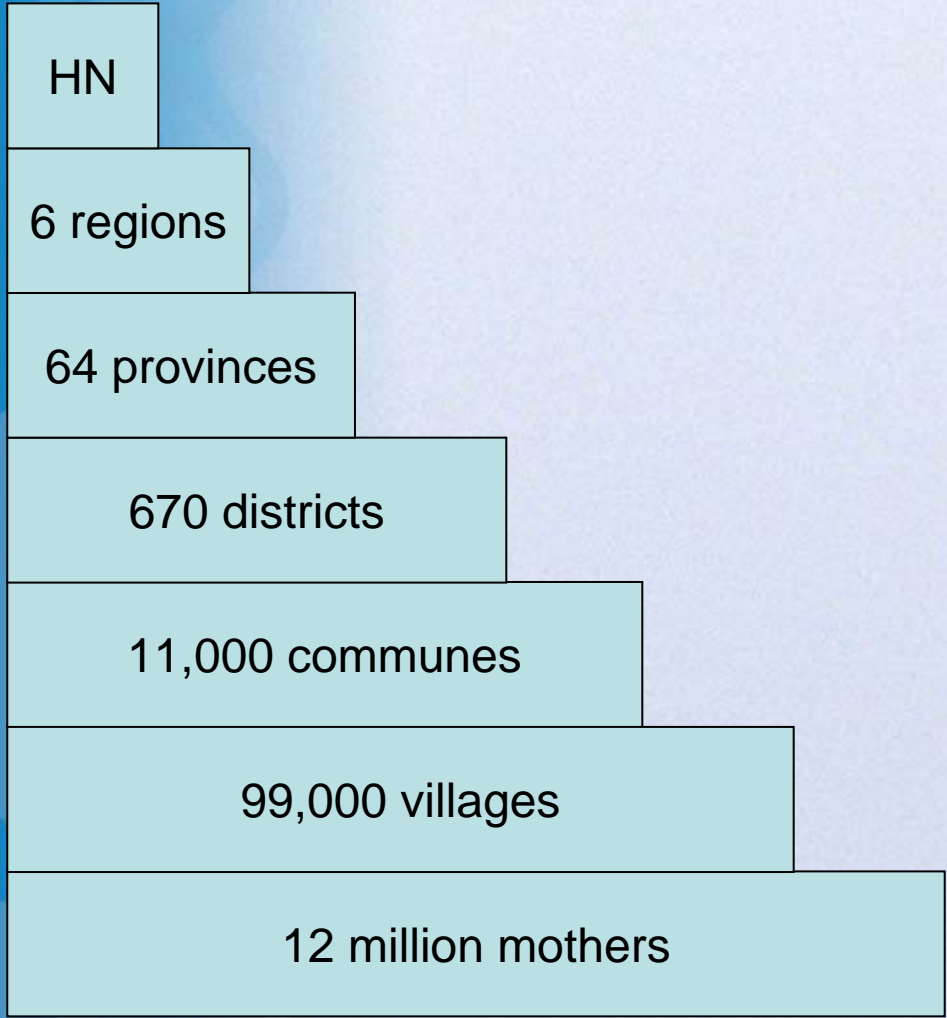 HN
6 regions
64 provinces
670 districts
11,000 communes
99,000 villages
12 million mothers